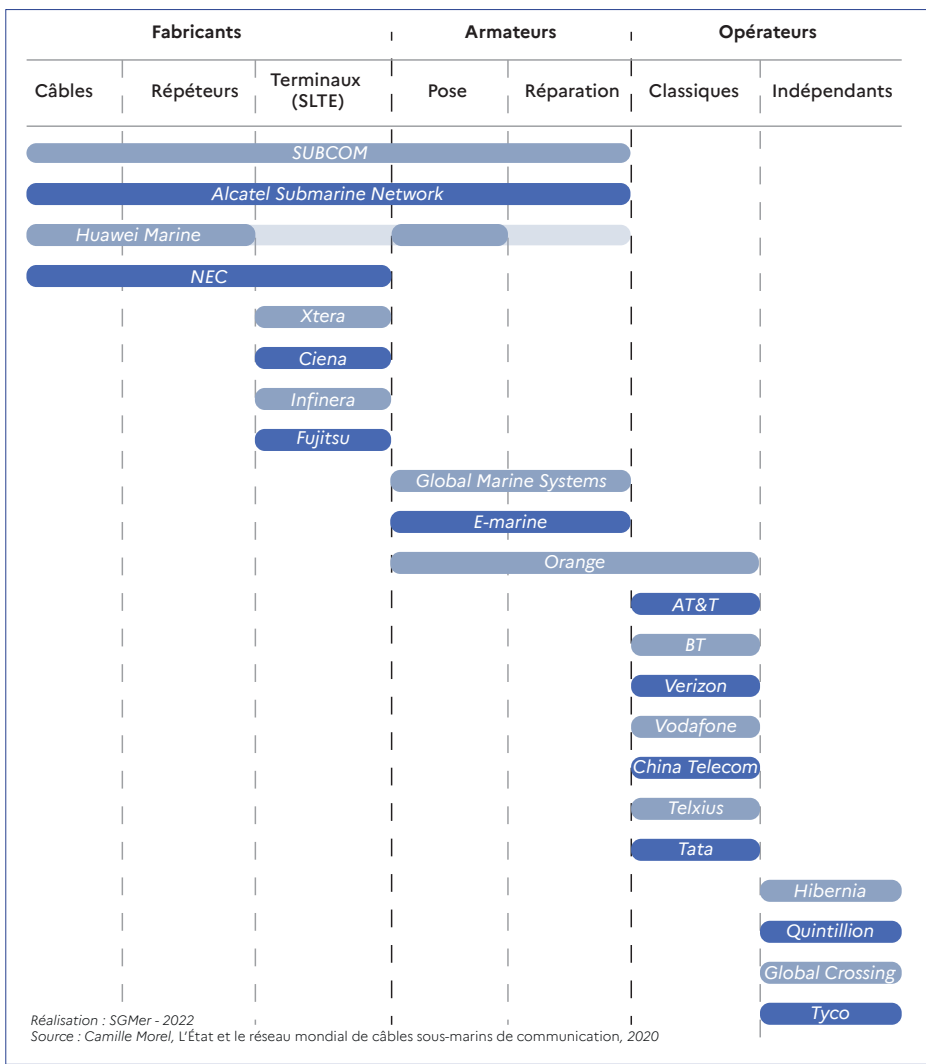 Fabricants Armateurs Opérateurs
Câbles Répéteurs Terminaux (SLTE) Pose Réparation Classiques Indépendants
SUBCOM
Alcatel Submarine Network
Huawei Marine
NEC
Xtera
Ciena
Infinera
Fujitsu
Global Marine Systems
E-marine
Orange
AT&T
BT
Verizon
Vodafone
China Telecom
Telxius
Tata
Hibernia
Quintillion
Global Crossing
Tyco
Réalisation : SGMer - 2022
Source : Camille Morel, L'État et le réseau mondial de câbles sous-marins de communication, 2020